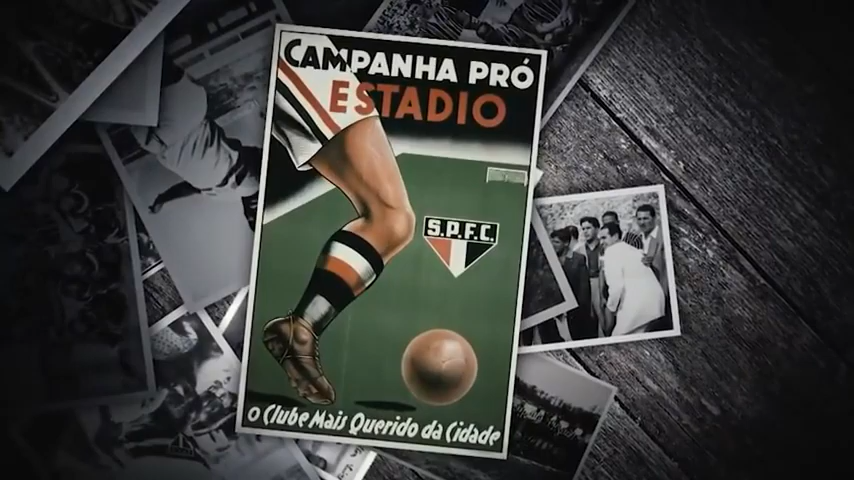 CAMPANHA PRÓ
ESTADIO
S.P.F.C.
O Clube Mais Querido da Cidade